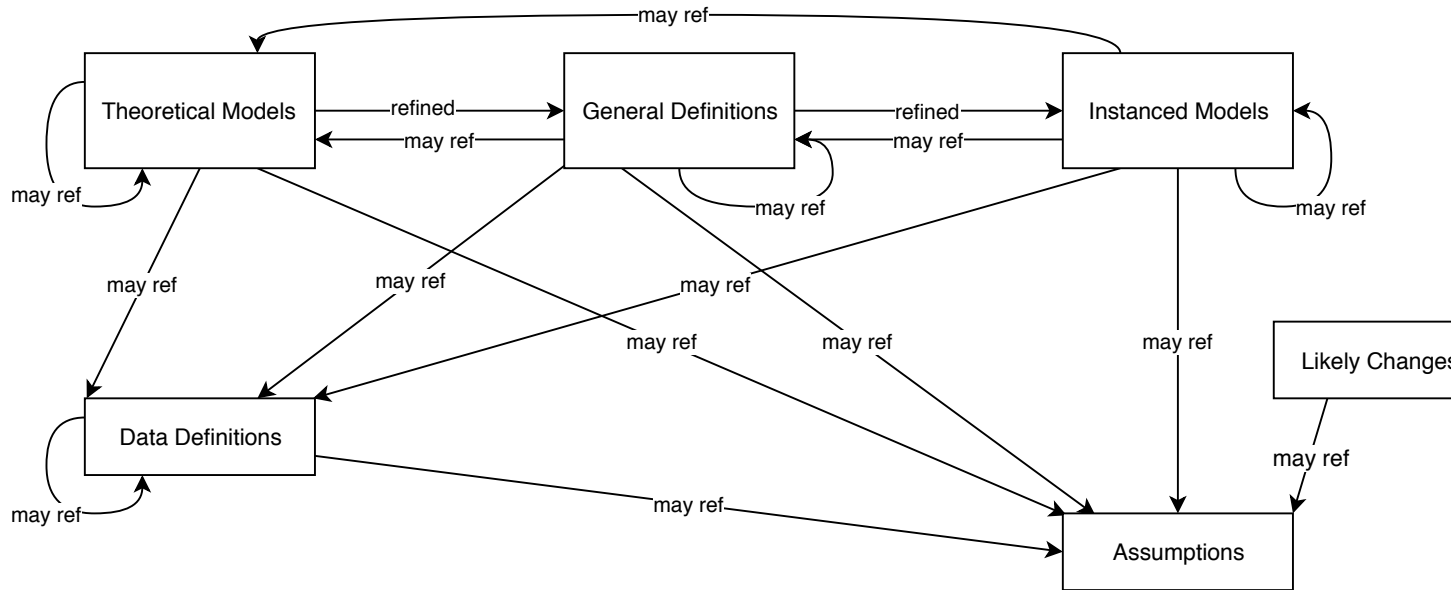 may ref
Theoretical Models
refined
General Definitions
refined
Instanced Models
may ref
may ref
may ref
may ref
may ref
may ref
may ref
may ref
may ref
may ref
may ref
may ref
Likely Changes
Data Definitions
may ref
may ref
may ref
Assumptions